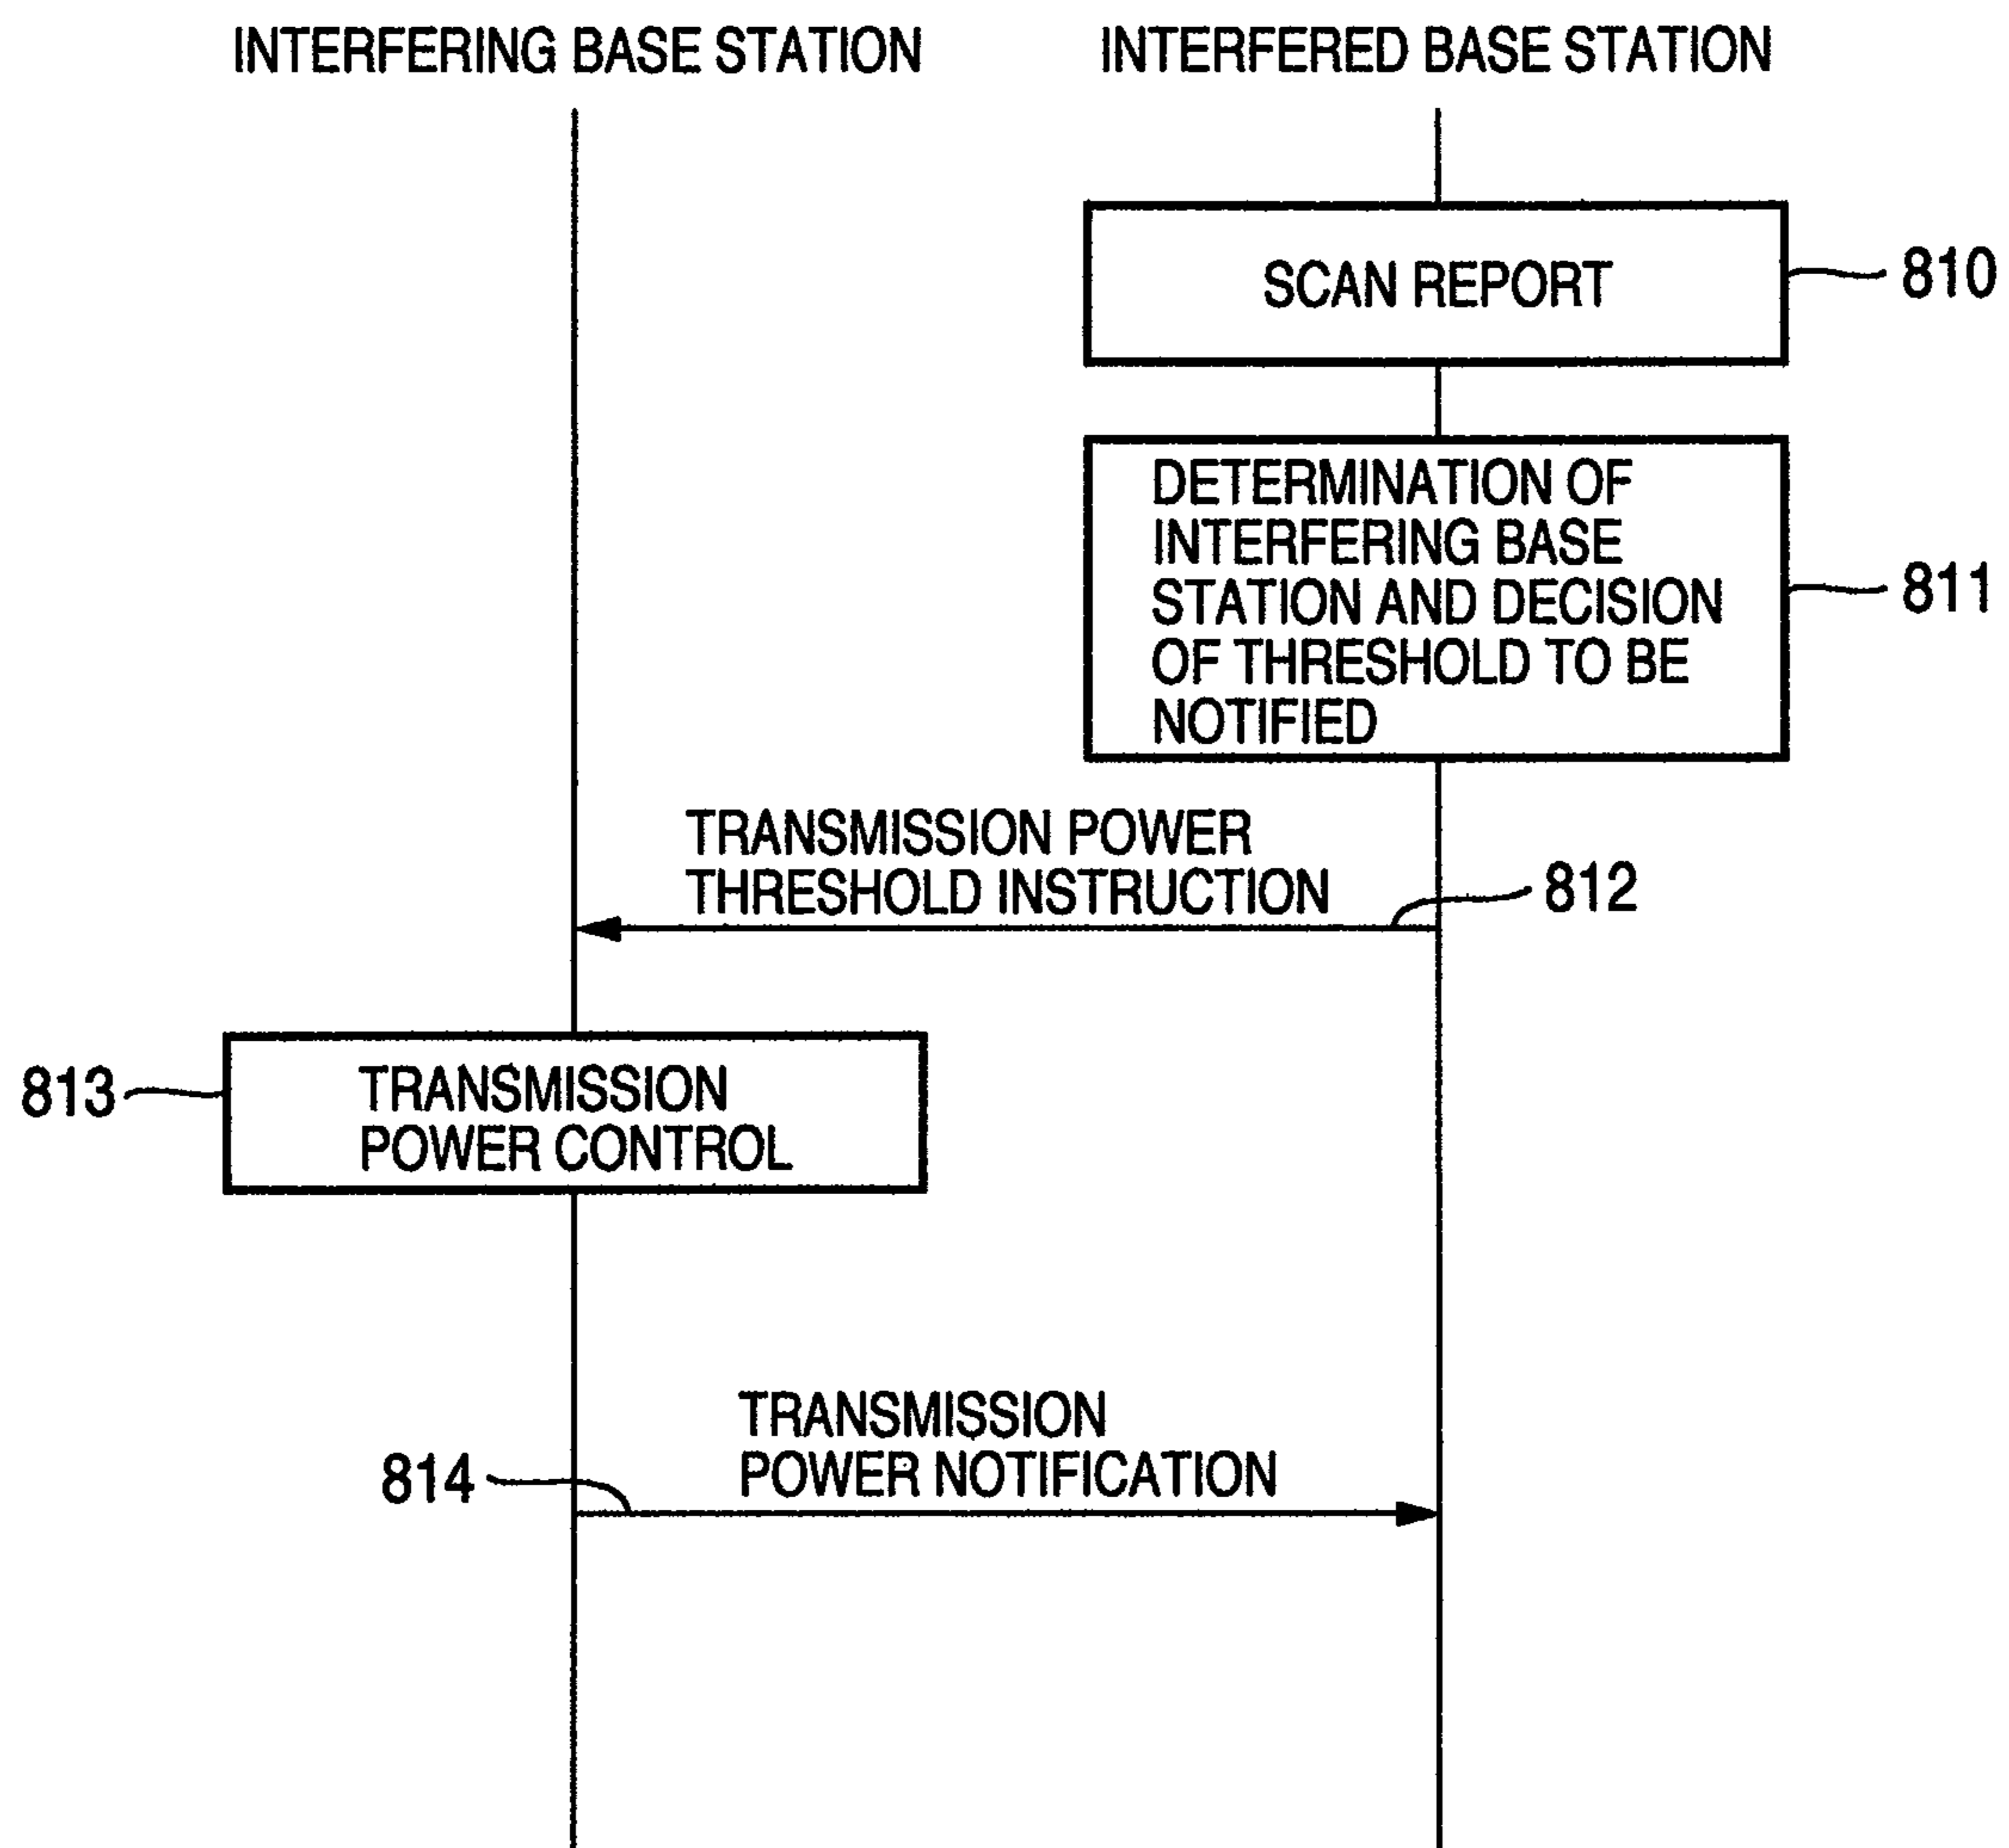 INTERFERING BASE STATION
INTERFERED BASE STATION
SCAN REPORT
810
DETERMINATION OF
INTERFERING BASE
STATION AND DECISION
OF THRESHOLD TO BE
NOTIFIED
811
TRANSMISSION POWER
THRESHOLD INSTRUCTION
812
813
TRANSMISSION
POWER CONTROL
TRANSMISSION
POWER NOTIFICATION
814